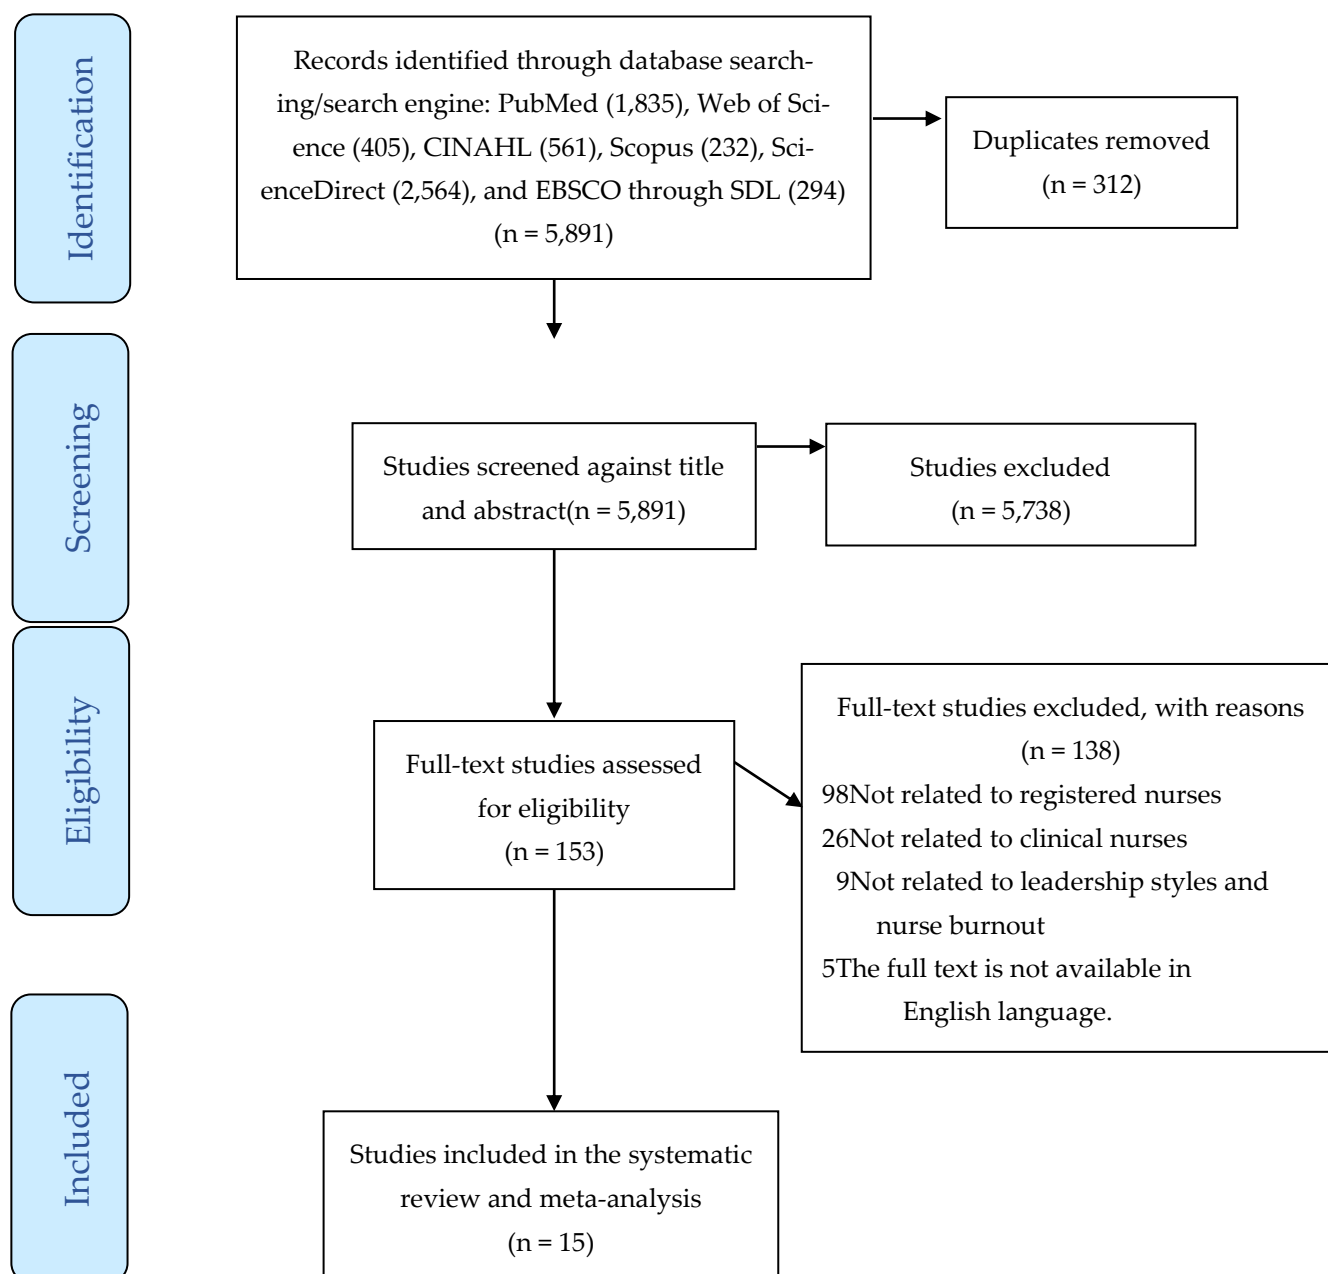 Identification
Records identified through database search-
ing/search engine: PubMed (1,835), Web of Sci-
ence (405), CINAHL (561), Scopus (232), Sci-
enceDirect (2,564), and EBSCO through SDL (294)
(n = 5,891)
Duplicates removed
(n = 312)
Screening
Studies screened against title
and abstract(n = 5,891)
Studies excluded
(n = 5,738)
Eligibility
Full-text studies assessed
for eligibility
(n = 153)
Full-text studies excluded, with reasons
(n = 138)
98Not related to registered nurses
26Not related to clinical nurses
9Not related to leadership styles and
nurse burnout
5The full text is not available in
English language.
Included
Studies included in the systematic
review and meta-analysis
(n = 15)